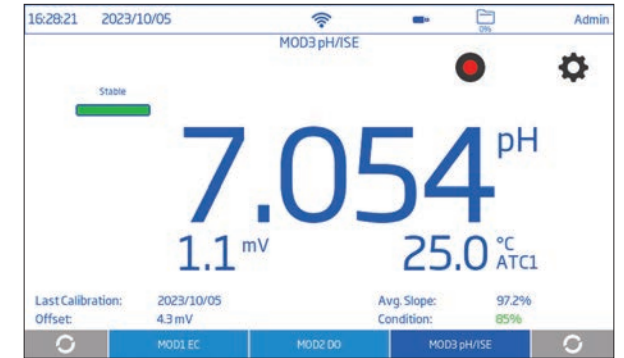 16:28:21 2023/10/05 0% Admin
MOD3 pH/ISE
Stable
7.054 pH
1.1 mV 25.0 °C ATC1
Last Calibration: 2023/10/05 Avg. Slope: 97.2%
Offset: 4.3 mV Condition: 85%
MOD1 EC MOD2 DO MOD3 pH/ISE